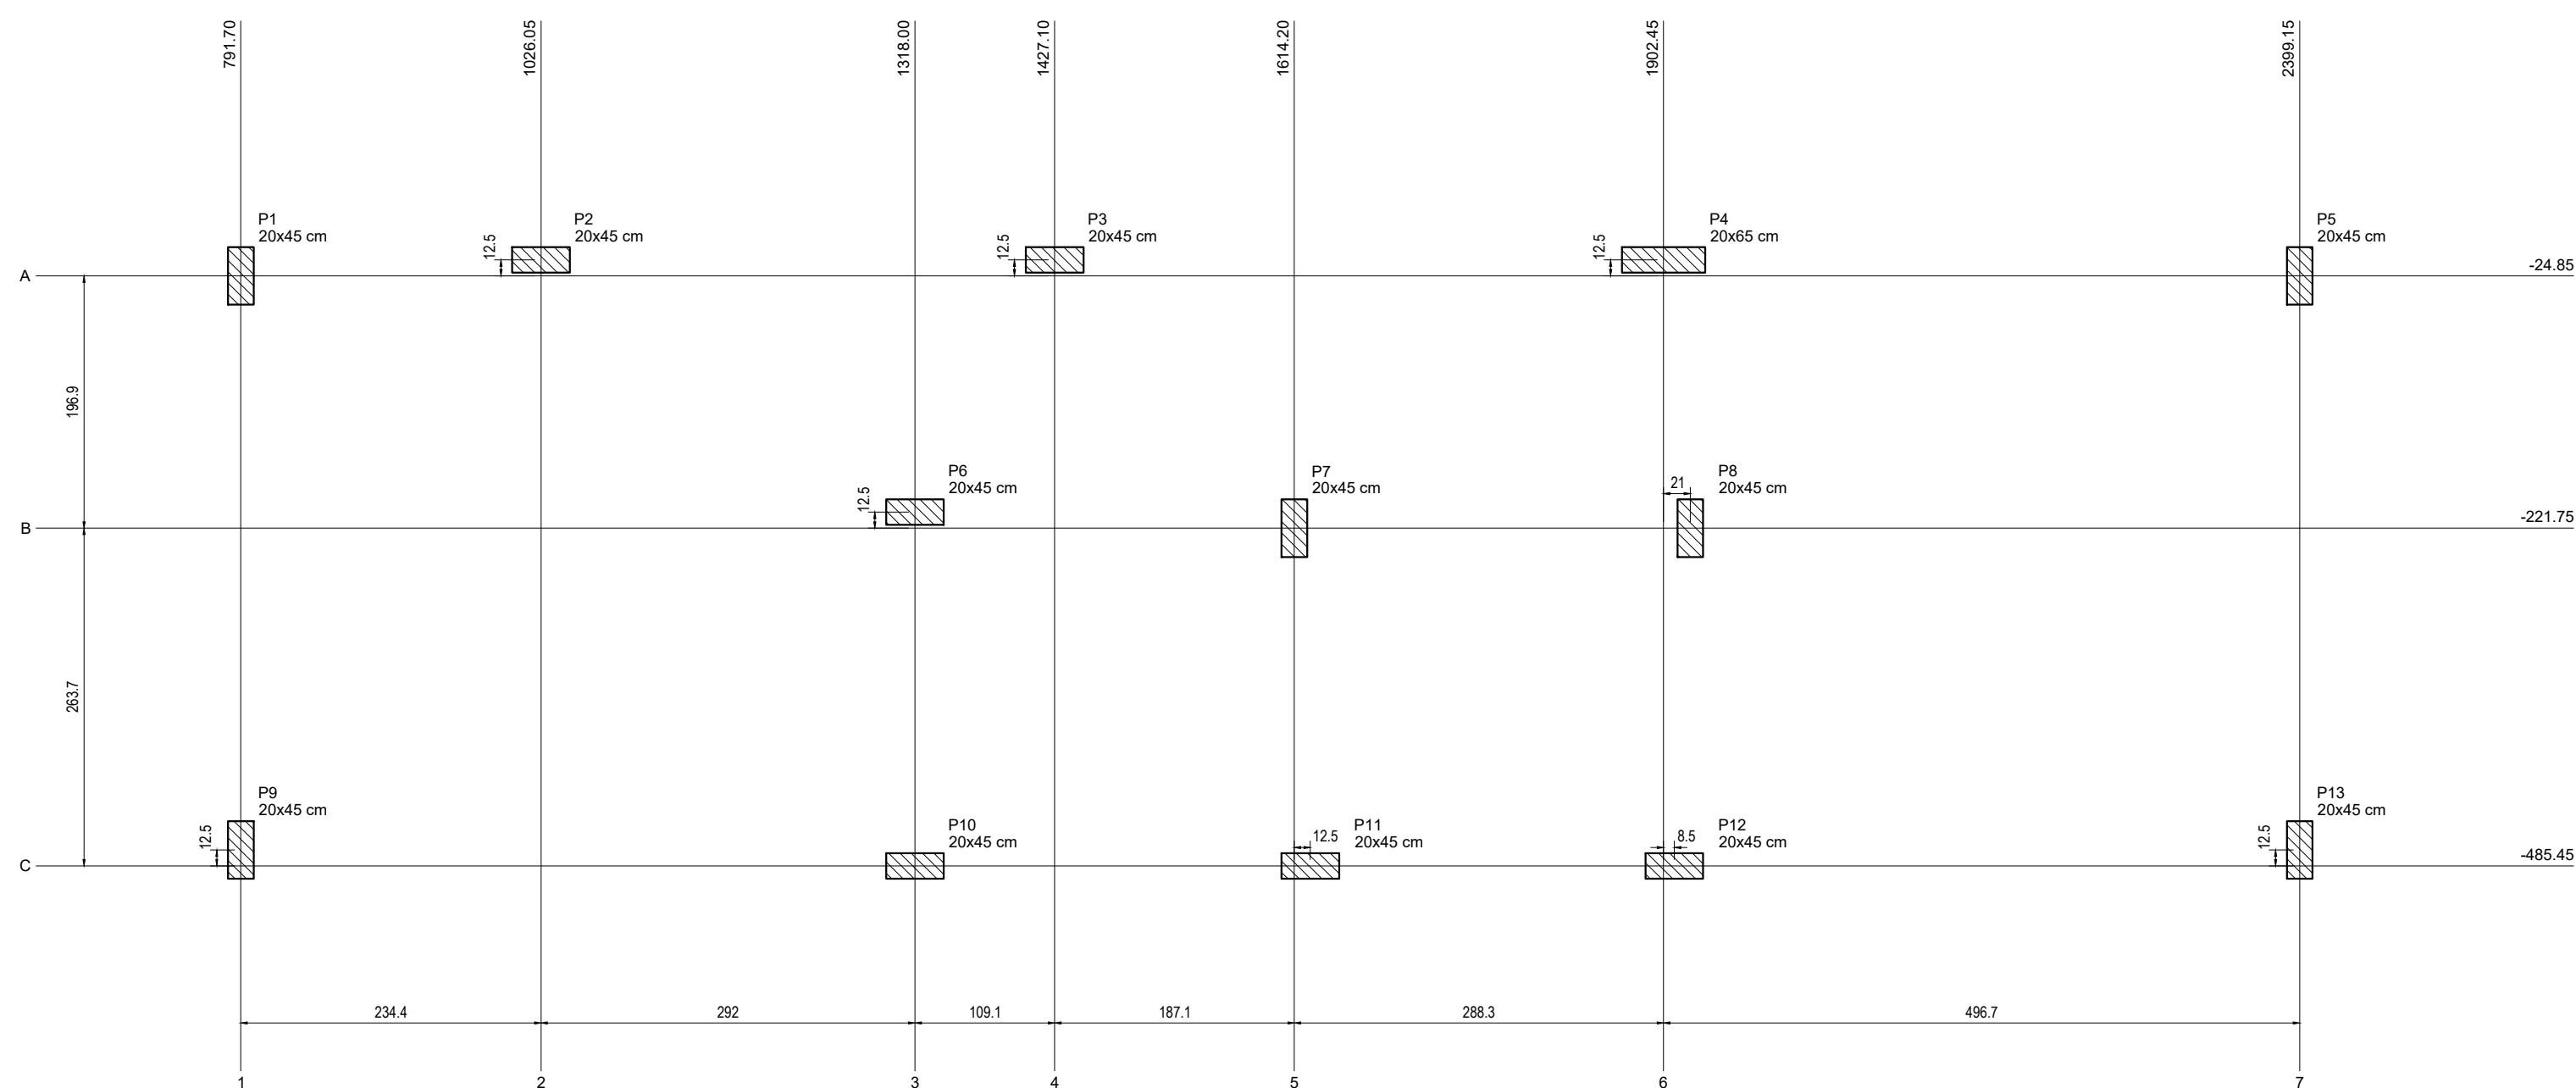 791.70
1026.05
1318.00
1427.10
1614.20
1902.45
2399.15
P1
20x45 cm
12.5
P2
20x45 cm
12.5
P3
20x45 cm
12.5
P4
20x65 cm
P5
20x45 cm
A
-24.85
196.9
12.5
P6
20x45 cm
P7
20x45 cm
21
P8
20x45 cm
B
-221.75
263.7
12.5
P9
20x45 cm
P10
20x45 cm
12.5
P11
20x45 cm
8.5
P12
20x45 cm
12.5
P13
20x45 cm
C
-485.45
234.4
292
109.1
187.1
288.3
496.7
1
2
3
4
5
6
7